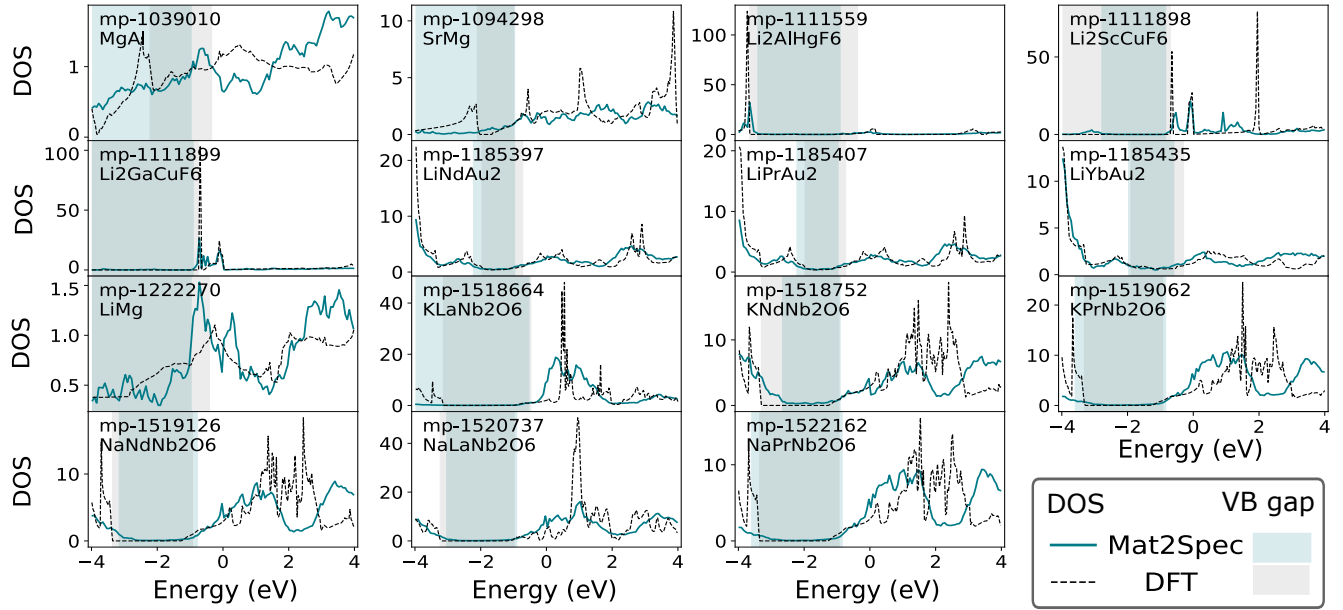 mp-1039010
MgAl
mp-1094298
SrMg
mp-1111559
Li2AlHgF6
mp-1111898
Li2ScCuF6
DOS
1
0
10
5
0
100
50
0
50
0
mp-1111899
Li2GaCuF6
mp-1185397
LiNdAu2
mp-1185407
LiPrAu2
mp-1185435
LiYbAu2
DOS
100
50
0
20
10
0
20
10
0
10
5
0
mp-1222270
LiMg
mp-1518664
KLaNb2O6
mp-1518752
KNdNb2O6
mp-1519062
KPrNb2O6
DOS
1.5
1.0
0.5
40
20
0
10
0
20
10
0
−4 −2 0 2 4
Energy (eV)
mp-1519126
NaNdNb2O6
mp-1520737
NaLaNb2O6
mp-1522162
NaPrNb2O6
DOS
10
0
40
20
0
10
0
−4 −2 0 2 4
−4 −2 0 2 4
−4 −2 0 2 4
Energy (eV)
Energy (eV)
Energy (eV)
DOS VB gap
Mat2Spec
DFT